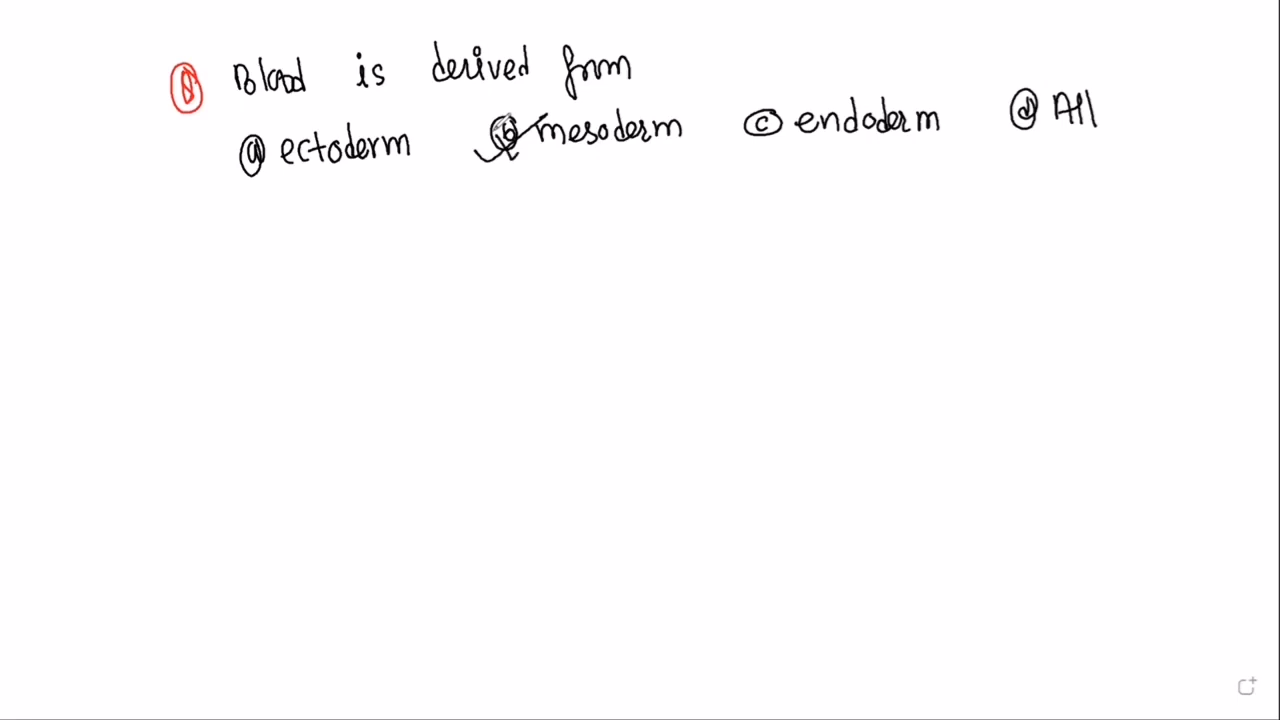 Q Blood is derived from
ⓐ ectoderm ⓑ mesoderm ⓒ endoderm ⓓ All